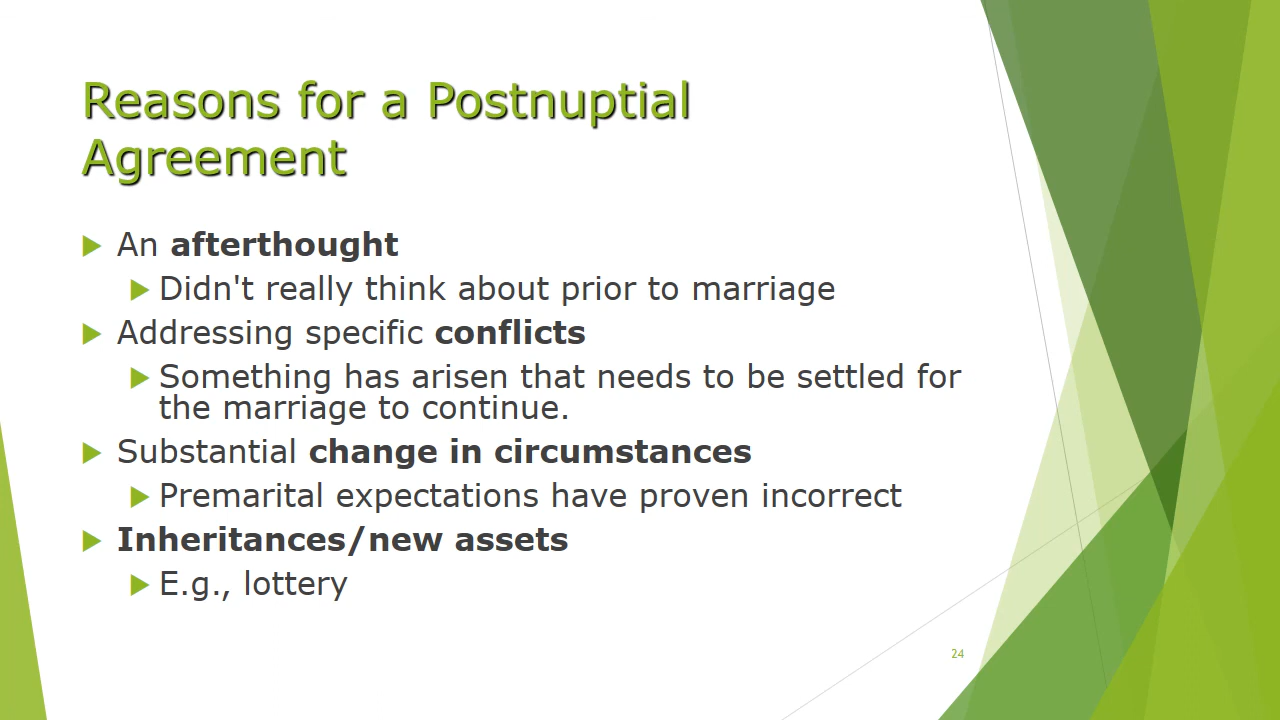 Reasons for a Postnuptial
Agreement
An afterthought
Didn't really think about prior to marriage
Addressing specific conflicts
Something has arisen that needs to be settled for
the marriage to continue.
Substantial change in circumstances
Premarital expectations have proven incorrect
Inheritances/new assets
E.g., lottery
24